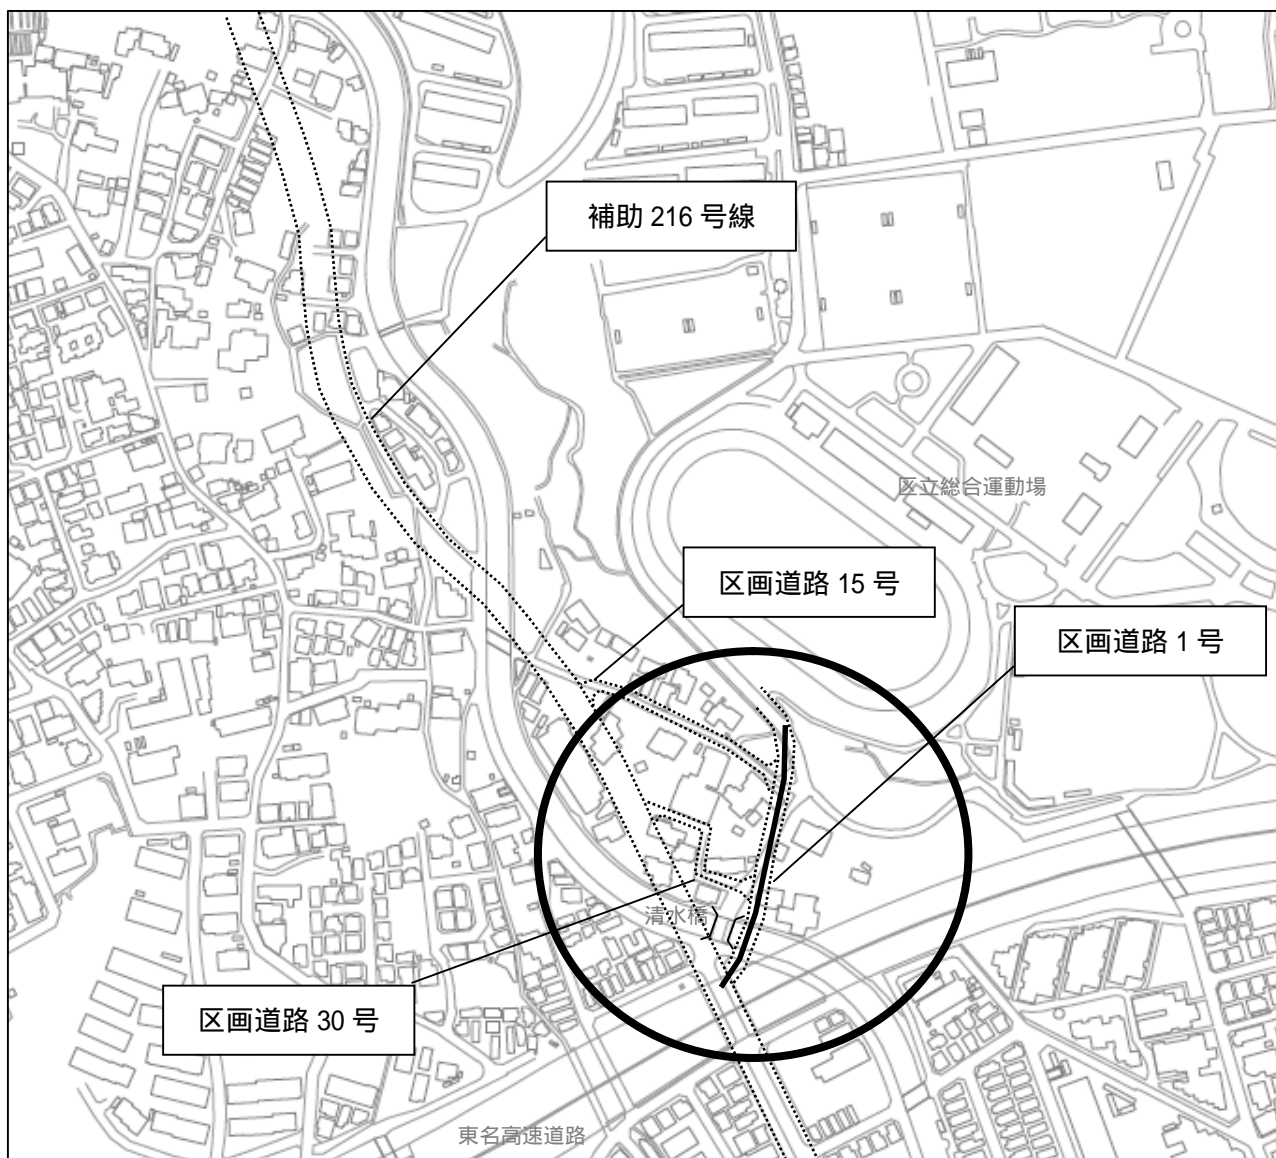 補助 216 号線
区立総合運動場
区画道路 15 号
区画道路 1 号
清水橋
区画道路 30 号
東名高速道路